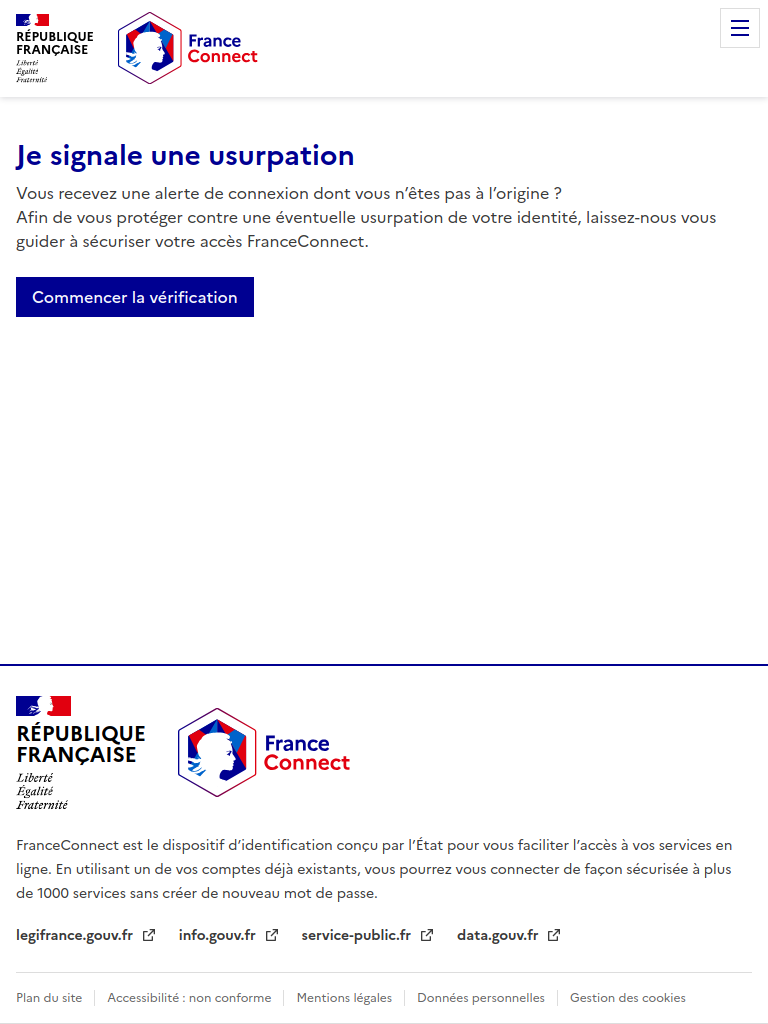 RÉPUBLIQUE
FRANÇAISE
Liberté
Égalité
Fraternité
France
Connect
Je signale une usurpation
Vous recevez une alerte de connexion dont vous n’êtes pas à l’origine ?
Afin de vous protéger contre une éventuelle usurpation de votre identité, laissez-nous vous
guider à sécuriser votre accès FranceConnect.
Commencer la vérification
RÉPUBLIQUE
FRANÇAISE
Liberté
Égalité
Fraternité
France
Connect
FranceConnect est le dispositif d’identification conçu par l’État pour vous faciliter l’accès à vos services en
ligne. En utilisant un de vos comptes déjà existants, vous pourrez vous connecter de façon sécurisée à plus
de 1000 services sans créer de nouveau mot de passe.
legifrance.gouv.fr info.gouv.fr service-public.fr data.gouv.fr
Plan du site Accessibilité : non conforme Mentions légales Données personnelles Gestion des cookies